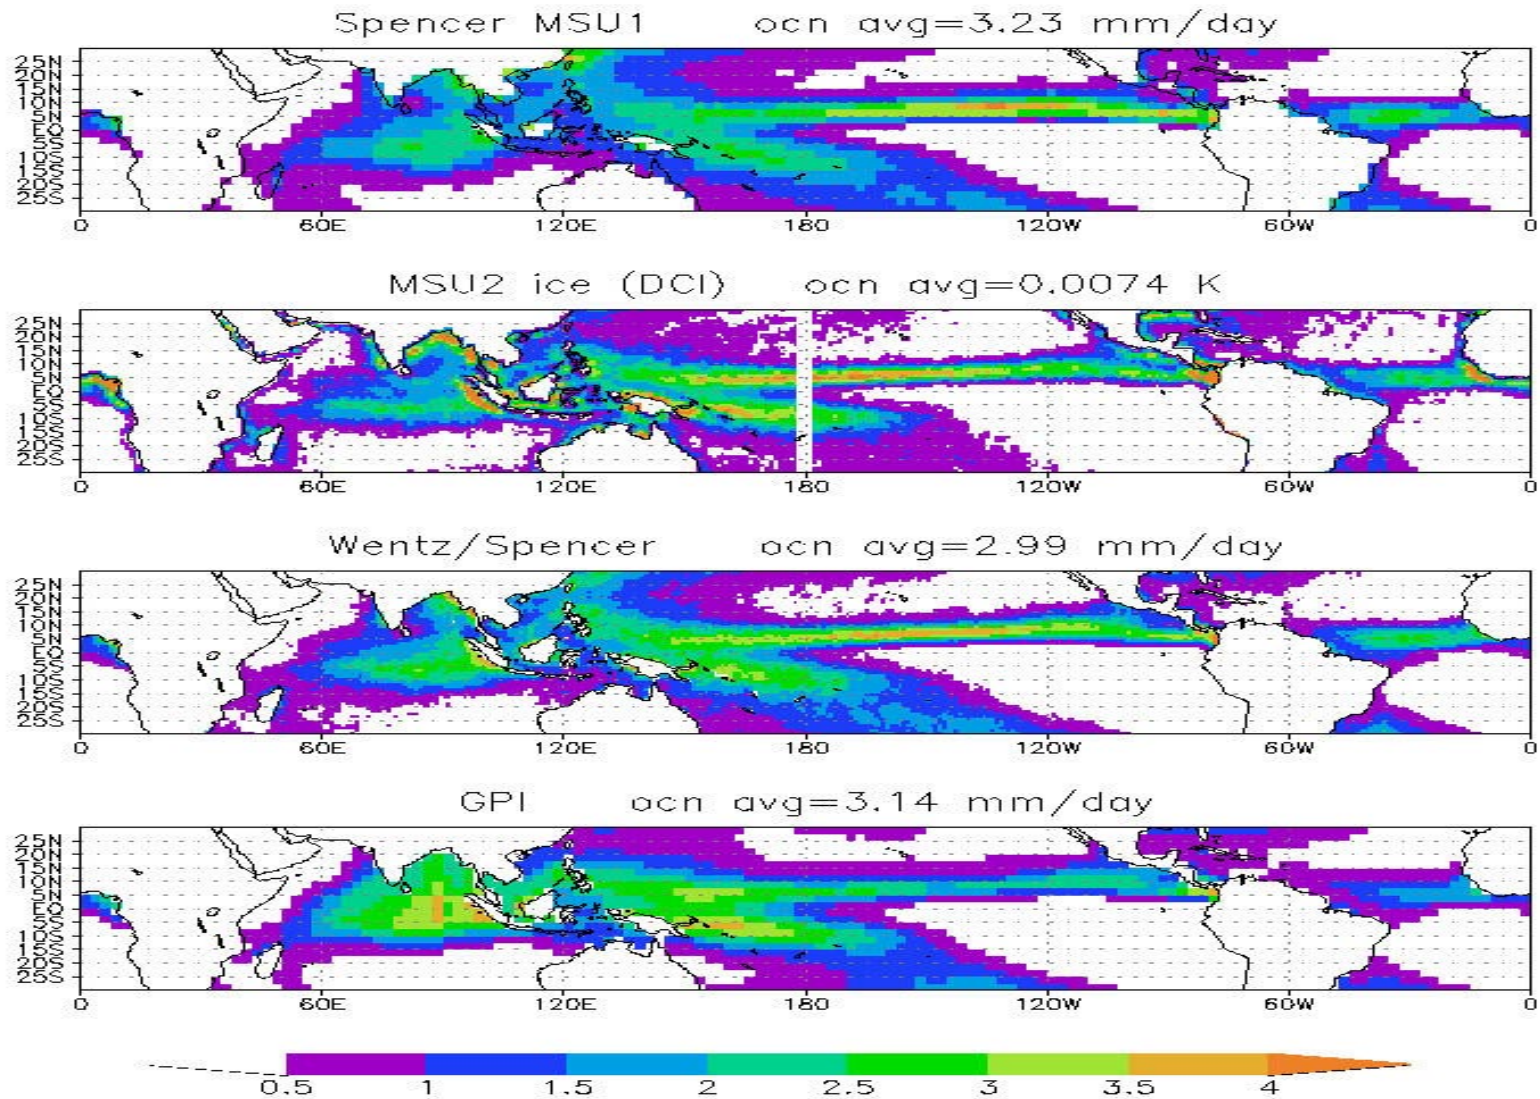 Spencer MSU1 ocn avg=3.23 mm/day
25N
20N
15N
10N
5N
EQ
5S
10S
15S
20S
25S
0 60E 120E 180 120W 60W 0
MSU2 ice (DCI) ocn avg=0.0074 K
25N
20N
15N
10N
5N
EQ
5S
10S
15S
20S
25S
0 60E 120E 180 120W 60W 0
Wentz/Spencer ocn avg=2.99 mm/day
25N
20N
15N
10N
5N
EQ
5S
10S
15S
20S
25S
0 60E 120E 180 120W 60W 0
GPI ocn avg=3.14 mm/day
25N
20N
15N
10N
5N
EQ
5S
10S
15S
20S
25S
0 60E 120E 180 120W 60W 0
0.5 1 1.5 2 2.5 3 3.5 4